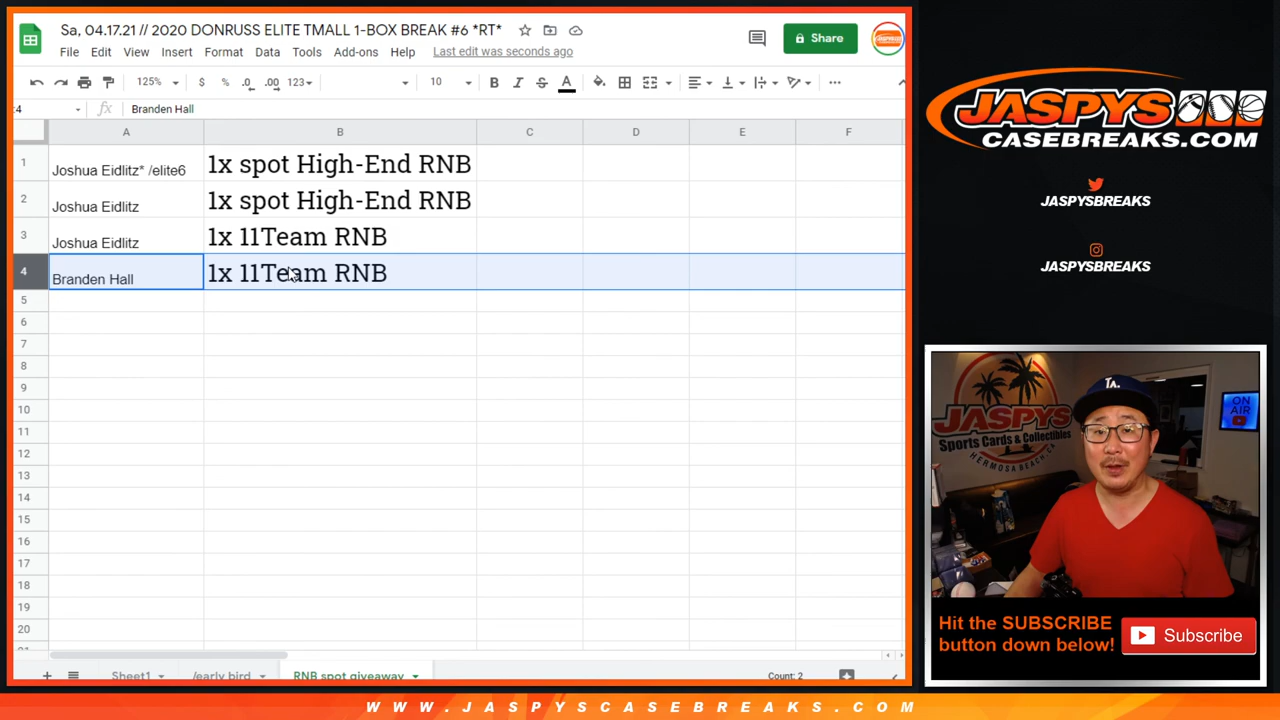 Sa, 04.17.21 // 2020 DONRUSS ELITE TMALL 1-BOX BREAK #6 *RT*
File Edit View Insert Format Data Tools Add-ons Help Last edit was seconds ago
Share
125% $ % .0 .00 123 10 B I S A
fx Branden Hall
A B C D E F
1 Joshua Eidlitz* /elite6 1x spot High-End RNB
2 Joshua Eidlitz 1x spot High-End RNB
3 Joshua Eidlitz 1x 11Team RNB
4 Branden Hall 1x 11Team RNB
5
6
7
8
9
10
11
12
13
14
15
16
17
18
19
20
Sheet1 /early bird RNB spot giveaway Count: 2
JASPYS
CASEBREAKS.COM
JASPYSBREAKS
JASPYSBREAKS
JASPYS
Sports Cards & Collectibles
HERMOSA BEACH, CA
ON
AIR
Hit the SUBSCRIBE
button down below!
Subscribe
WWW.JASPYSCASEBREAKS.COM